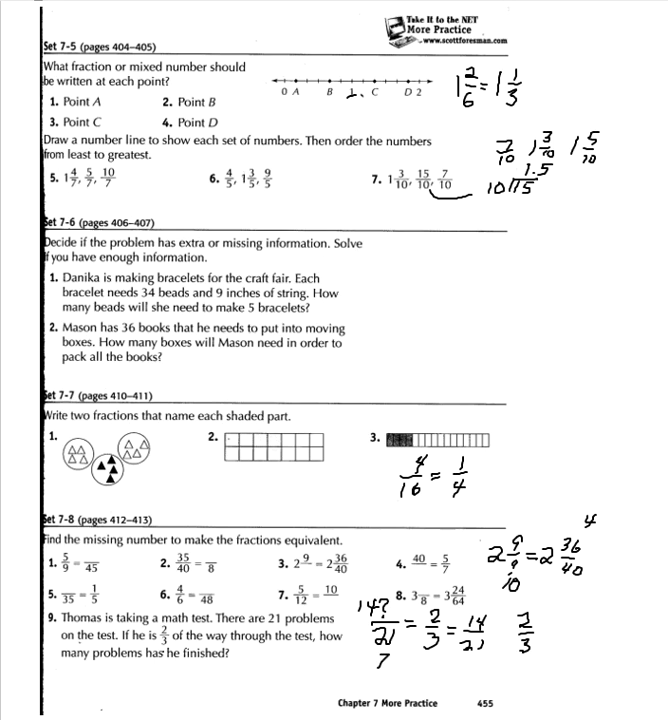 Take It to the NET
More Practice
www.scottforesman.com
Set 7-5 (pages 404–405)
What fraction or mixed number should
be written at each point?
0 A B 1 C D 2
1 2/6 = 1 1/3
1. Point A 2. Point B
3. Point C 4. Point D
Draw a number line to show each set of numbers. Then order the numbers
from least to greatest.
7/10 1 3/10 1 5/10
5. 1 4/7, 5/7, 10/7 6. 4/5, 1 3/5, 9/5 7. 1 3/10, 15/10, 7/10
1.5
10 15
Set 7-6 (pages 406–407)
Decide if the problem has extra or missing information. Solve
if you have enough information.
1. Danika is making bracelets for the craft fair. Each
bracelet needs 34 beads and 9 inches of string. How
many beads will she need to make 5 bracelets?
2. Mason has 36 books that he needs to put into moving
boxes. How many boxes will Mason need in order to
pack all the books?
Set 7-7 (pages 410–411)
Write two fractions that name each shaded part.
1. 2. 3.
4/16 = 1/4
Set 7-8 (pages 412–413)
4
Find the missing number to make the fractions equivalent.
1. 5/9 = /45 2. 35/40 = /8 3. 2 9/ = 2 36/40 4. 40/ = 5/7
2 9/? = 2 36/40
10
5. /35 = 1/5 6. 4/6 = /48 7. 5/12 = 10/ 8. 3 /8 = 3 24/64
9. Thomas is taking a math test. There are 21 problems
on the test. If he is 2/3 of the way through the test, how
many problems has he finished?
14?/21 = 2/3 = 14/21 2/3
7
Chapter 7 More Practice 455